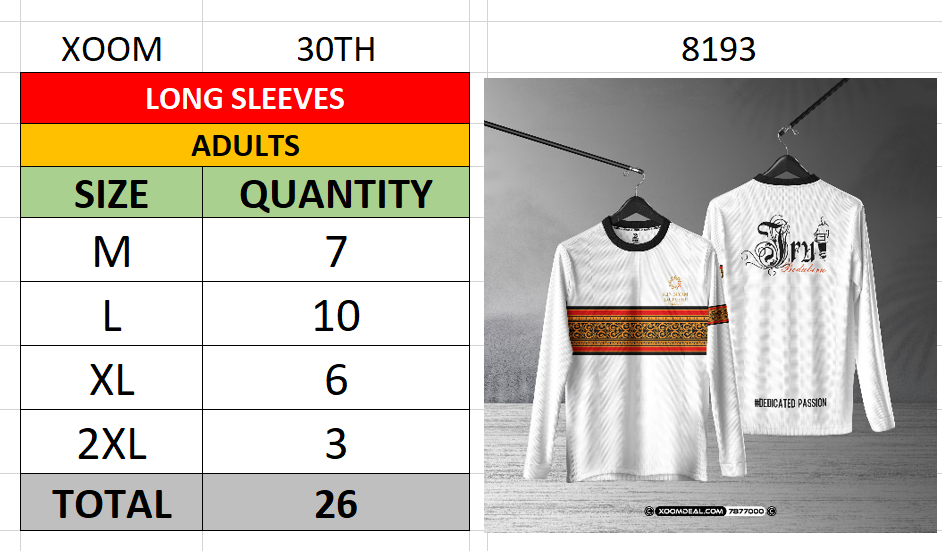 XOOM 30TH 8193
LONG SLEEVES
ADULTS
SIZE QUANTITY
M 7
L 10
XL 6
2XL 3
TOTAL 26
#DEDICATED PASSION
XOOMDEAL.COM 7877000